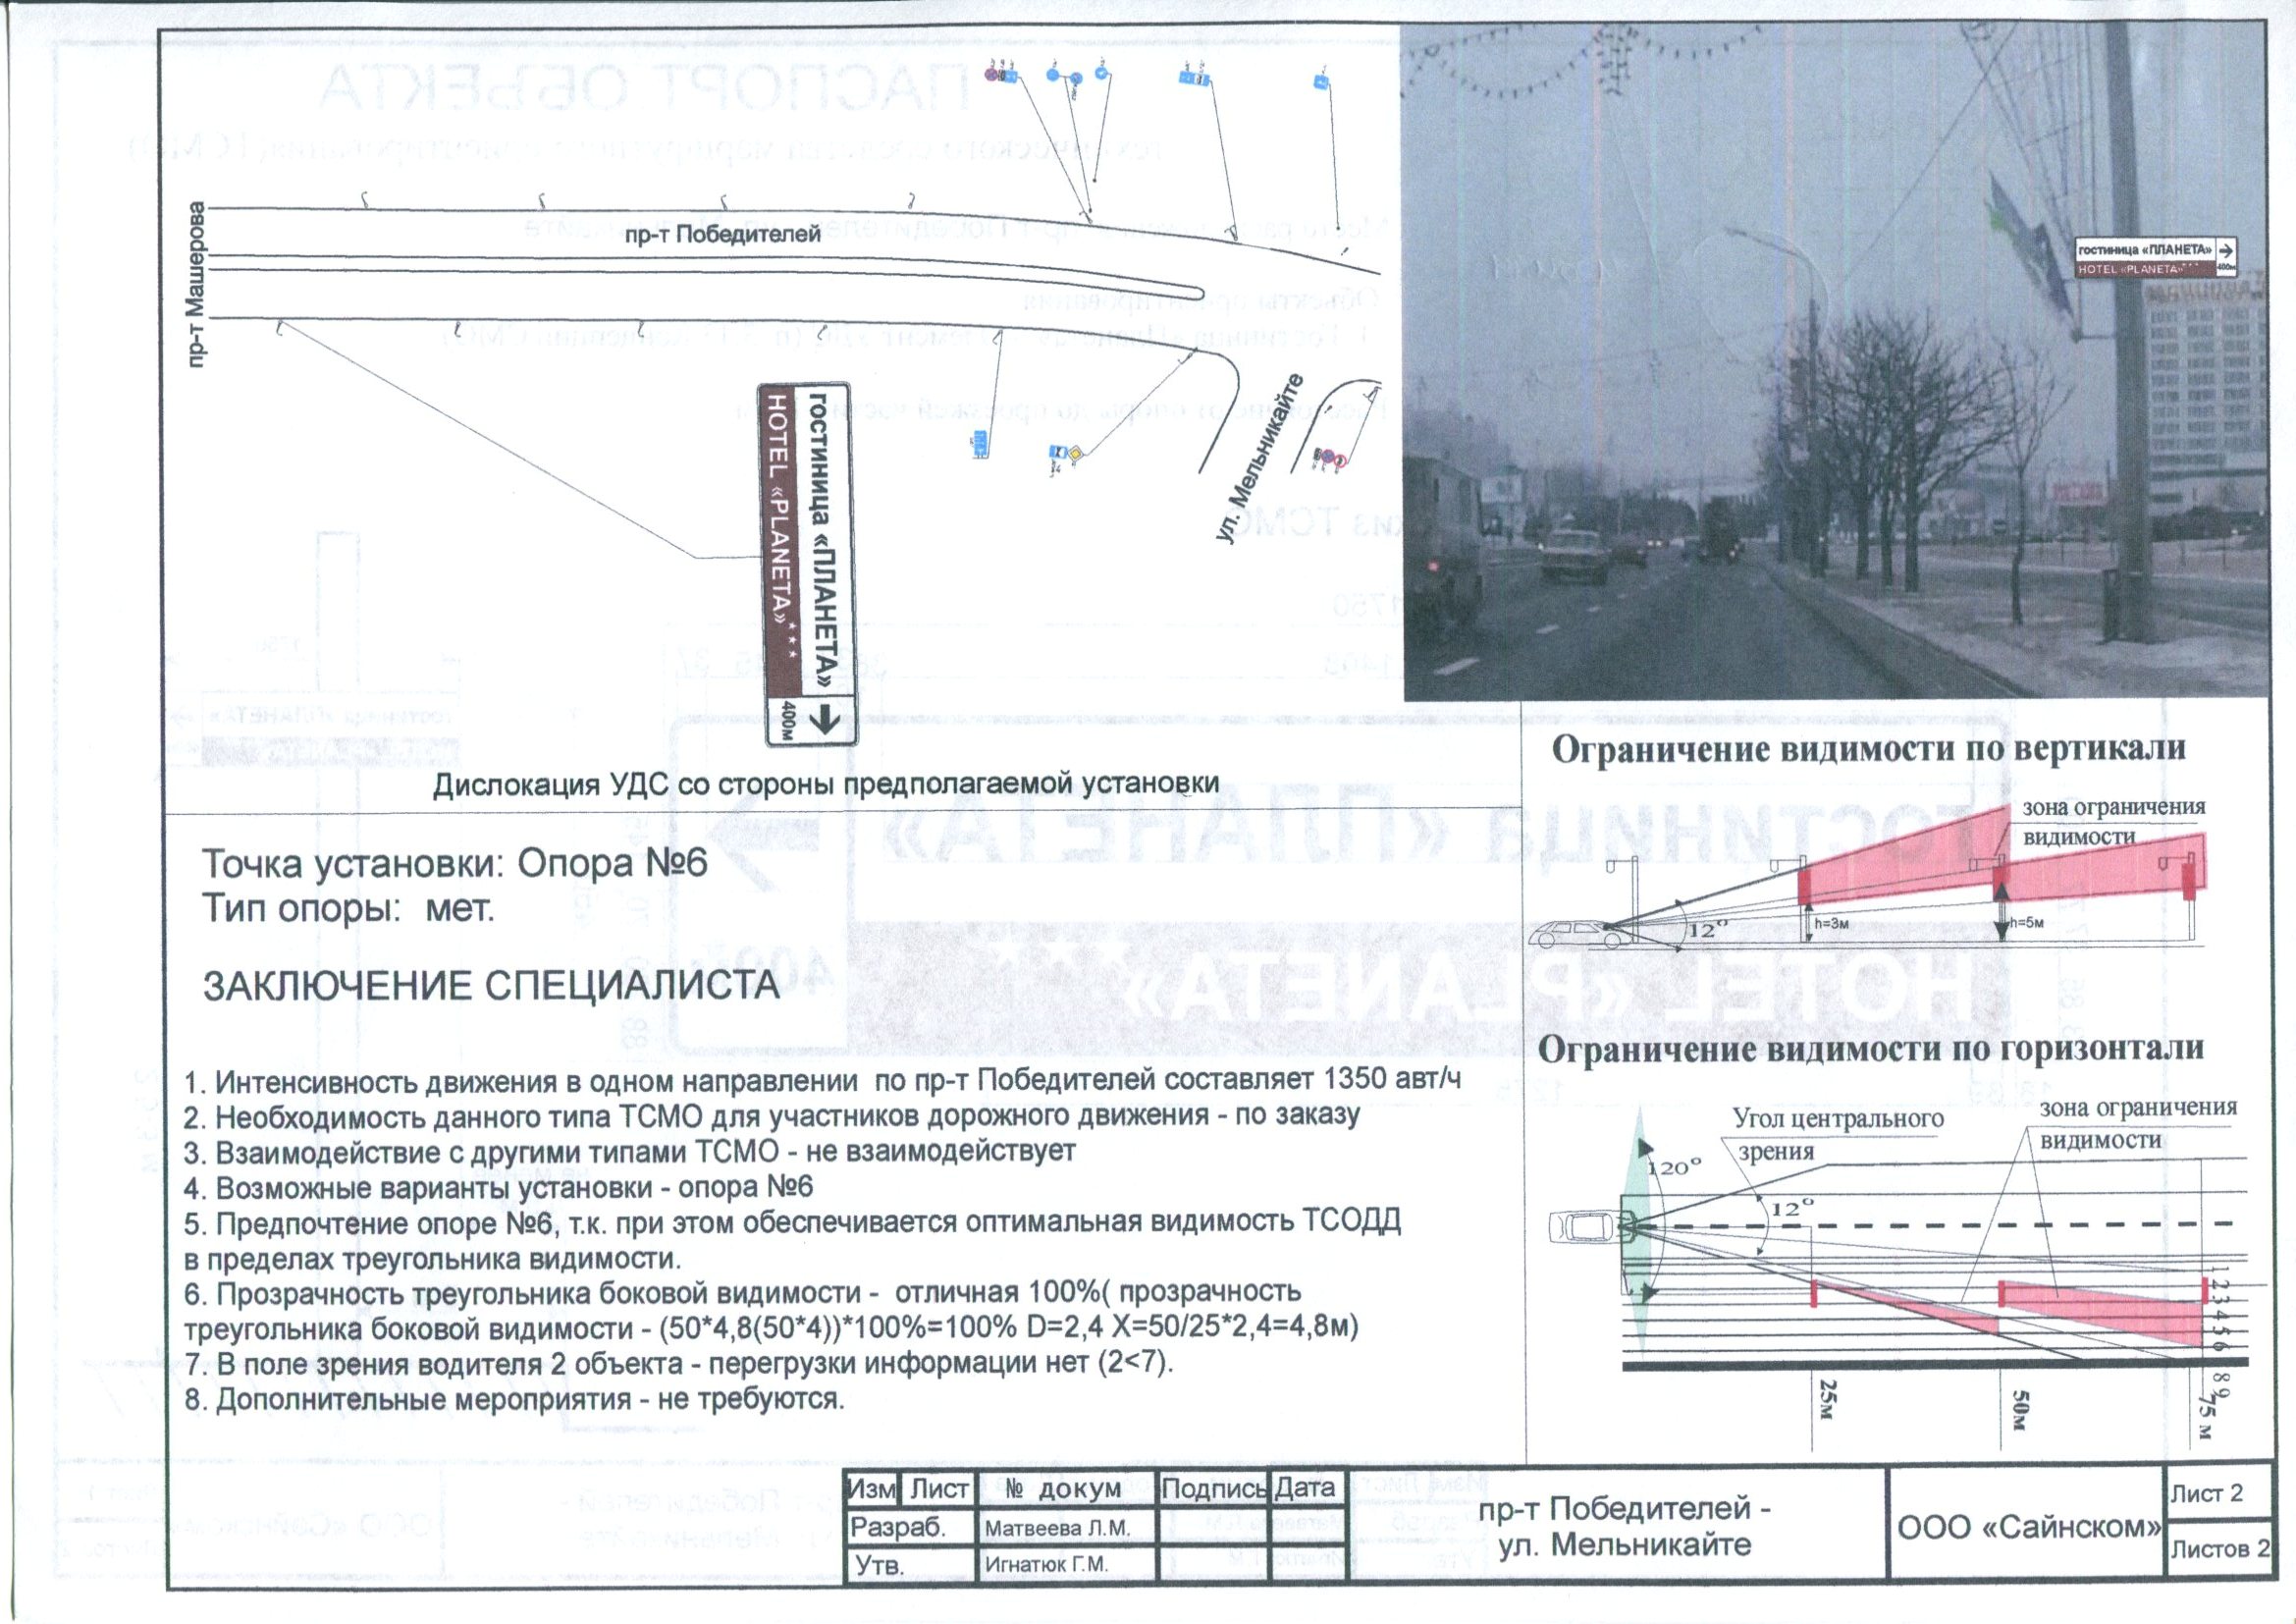 пр-т Машерова
пр-т Победителей
ул. Мельникайте
гостиница «ПЛАНЕТА»
HOTEL «PLANETA»***
400м
Дислокация УДС со стороны предполагаемой установки
гостиница «ПЛАНЕТА»
HOTEL «PLANETA»***
400м
Точка установки: Опора №6
Тип опоры: мет.
ЗАКЛЮЧЕНИЕ СПЕЦИАЛИСТА
1. Интенсивность движения в одном направлении по пр-т Победителей составляет 1350 авт/ч
2. Необходимость данного типа ТСМО для участников дорожного движения - по заказу
3. Взаимодействие с другими типами ТСМО - не взаимодействует
4. Возможные варианты установки - опора №6
5. Предпочтение опоре №6, т.к. при этом обеспечивается оптимальная видимость ТСОДД
в пределах треугольника видимости.
6. Прозрачность треугольника боковой видимости - отличная 100%( прозрачность
треугольника боковой видимости - (50*4,8(50*4))*100%=100% D=2,4 X=50/25*2,4=4,8м)
7. В поле зрения водителя 2 объекта - перегрузки информации нет (2<7).
8. Дополнительные мероприятия - не требуются.
Ограничение видимости по вертикали
зона ограничения
видимости
12°
h=3м
h=5м
Ограничение видимости по горизонтали
Угол центрального
зрения
зона ограничения
видимости
120°
12°
1 2 3 4 5 6
8 9
25м
50м
75 м
Изм Лист № докум Подпись Дата
Разраб. Матвеева Л.М.
Утв. Игнатюк Г.М.
пр-т Победителей -
ул. Мельникайте
ООО «Сайнском»
Лист 2
Листов 2